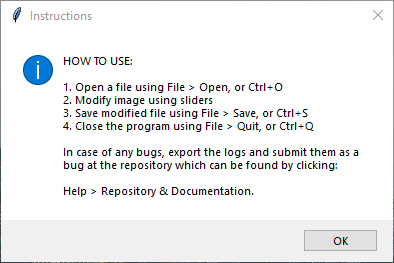 Instructions
HOW TO USE:
1. Open a file using File > Open, or Ctrl+O
2. Modify image using sliders
3. Save modified file using File > Save, or Ctrl+S
4. Close the program using File > Quit, or Ctrl+Q
In case of any bugs, export the logs and submit them as a
bug at the repository which can be found by clicking:
Help > Repository & Documentation.
OK